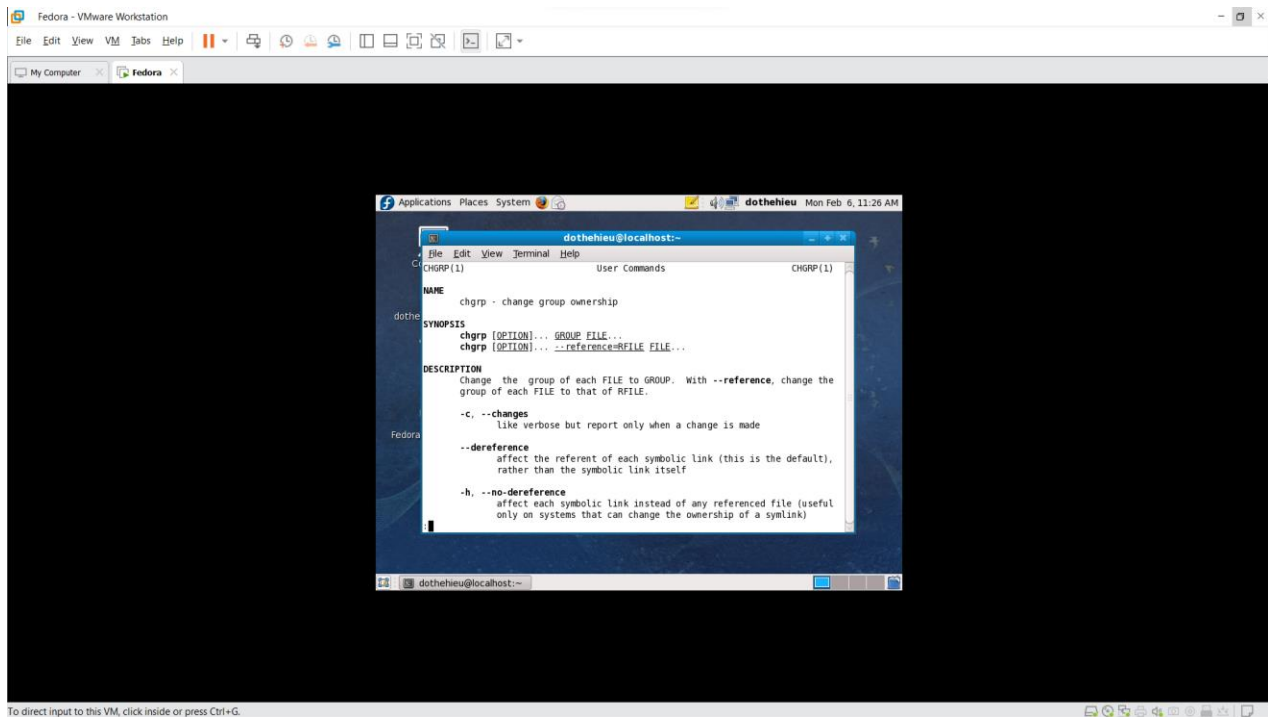 Fedora - VMware Workstation
File Edit View VM Tabs Help
My Computer Fedora
Applications Places System dothehieu Mon Feb 6, 11:26 AM
dothehieu@localhost:~
File Edit View Terminal Help
CHGRP(1) User Commands CHGRP(1)
NAME
chgrp - change group ownership
SYNOPSIS
chgrp [OPTION]... GROUP FILE...
chgrp [OPTION]... --reference=RFILE FILE...
DESCRIPTION
Change the group of each FILE to GROUP. With --reference, change the
group of each FILE to that of RFILE.
-c, --changes
like verbose but report only when a change is made
--dereference
affect the referent of each symbolic link (this is the default),
rather than the symbolic link itself
-h, --no-dereference
affect each symbolic link instead of any referenced file (useful
only on systems that can change the ownership of a symlink)
:
dothe
Fedora
dothehieu@localhost:~
To direct input to this VM, click inside or press Ctrl+G.